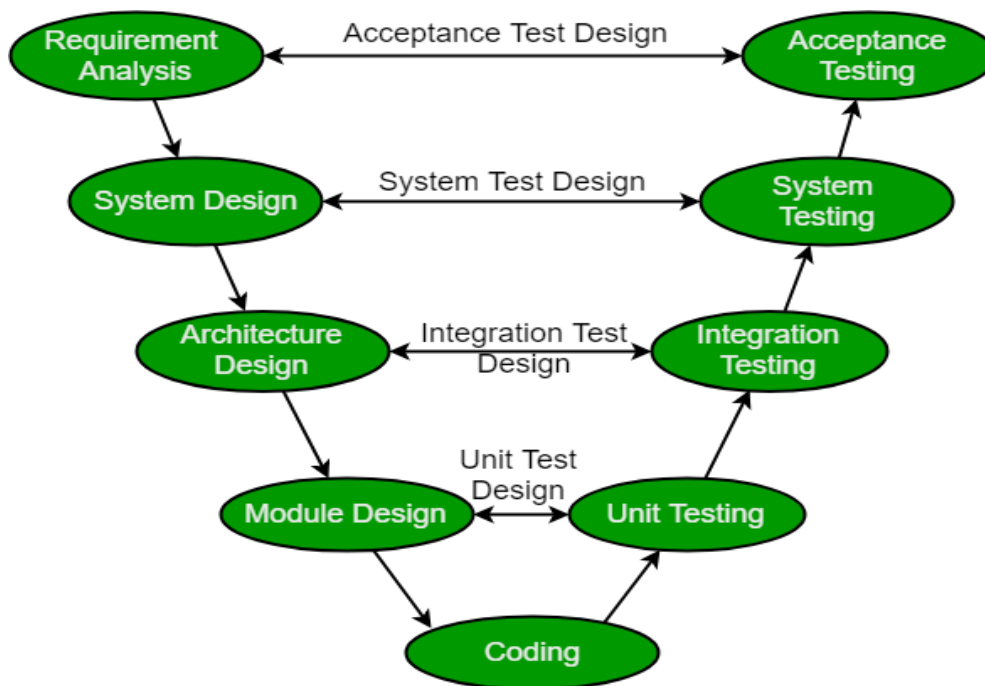 Requirement
Analysis
Acceptance Test Design
Acceptance
Testing
System Design
System Test Design
System
Testing
Architecture
Design
Integration Test
Design
Integration
Testing
Module Design
Unit Test
Design
Unit Testing
Coding